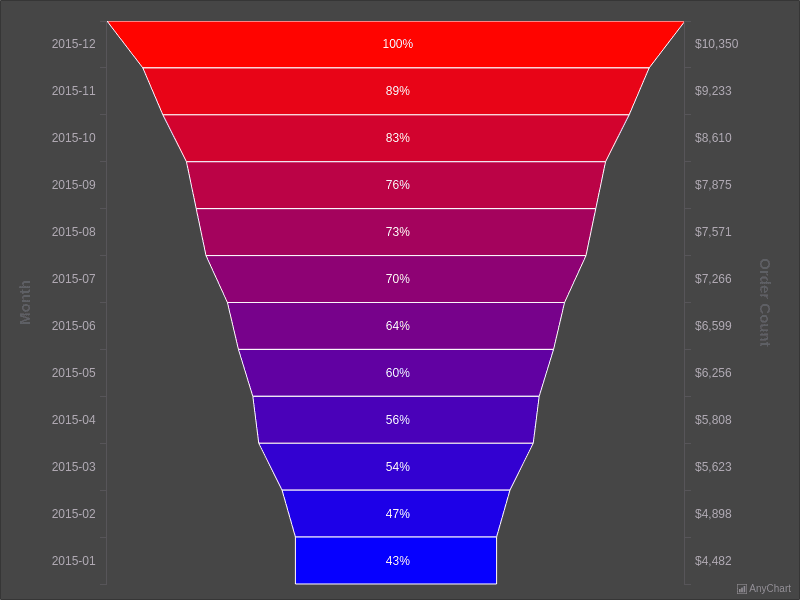 2015-12 100% $10,350
2015-11 89% $9,233
2015-10 83% $8,610
2015-09 76% $7,875
2015-08 73% $7,571
2015-07 70% $7,266
2015-06 64% $6,599
2015-05 60% $6,256
2015-04 56% $5,808
2015-03 54% $5,623
2015-02 47% $4,898
2015-01 43% $4,482
Month
Order Count
AnyChart